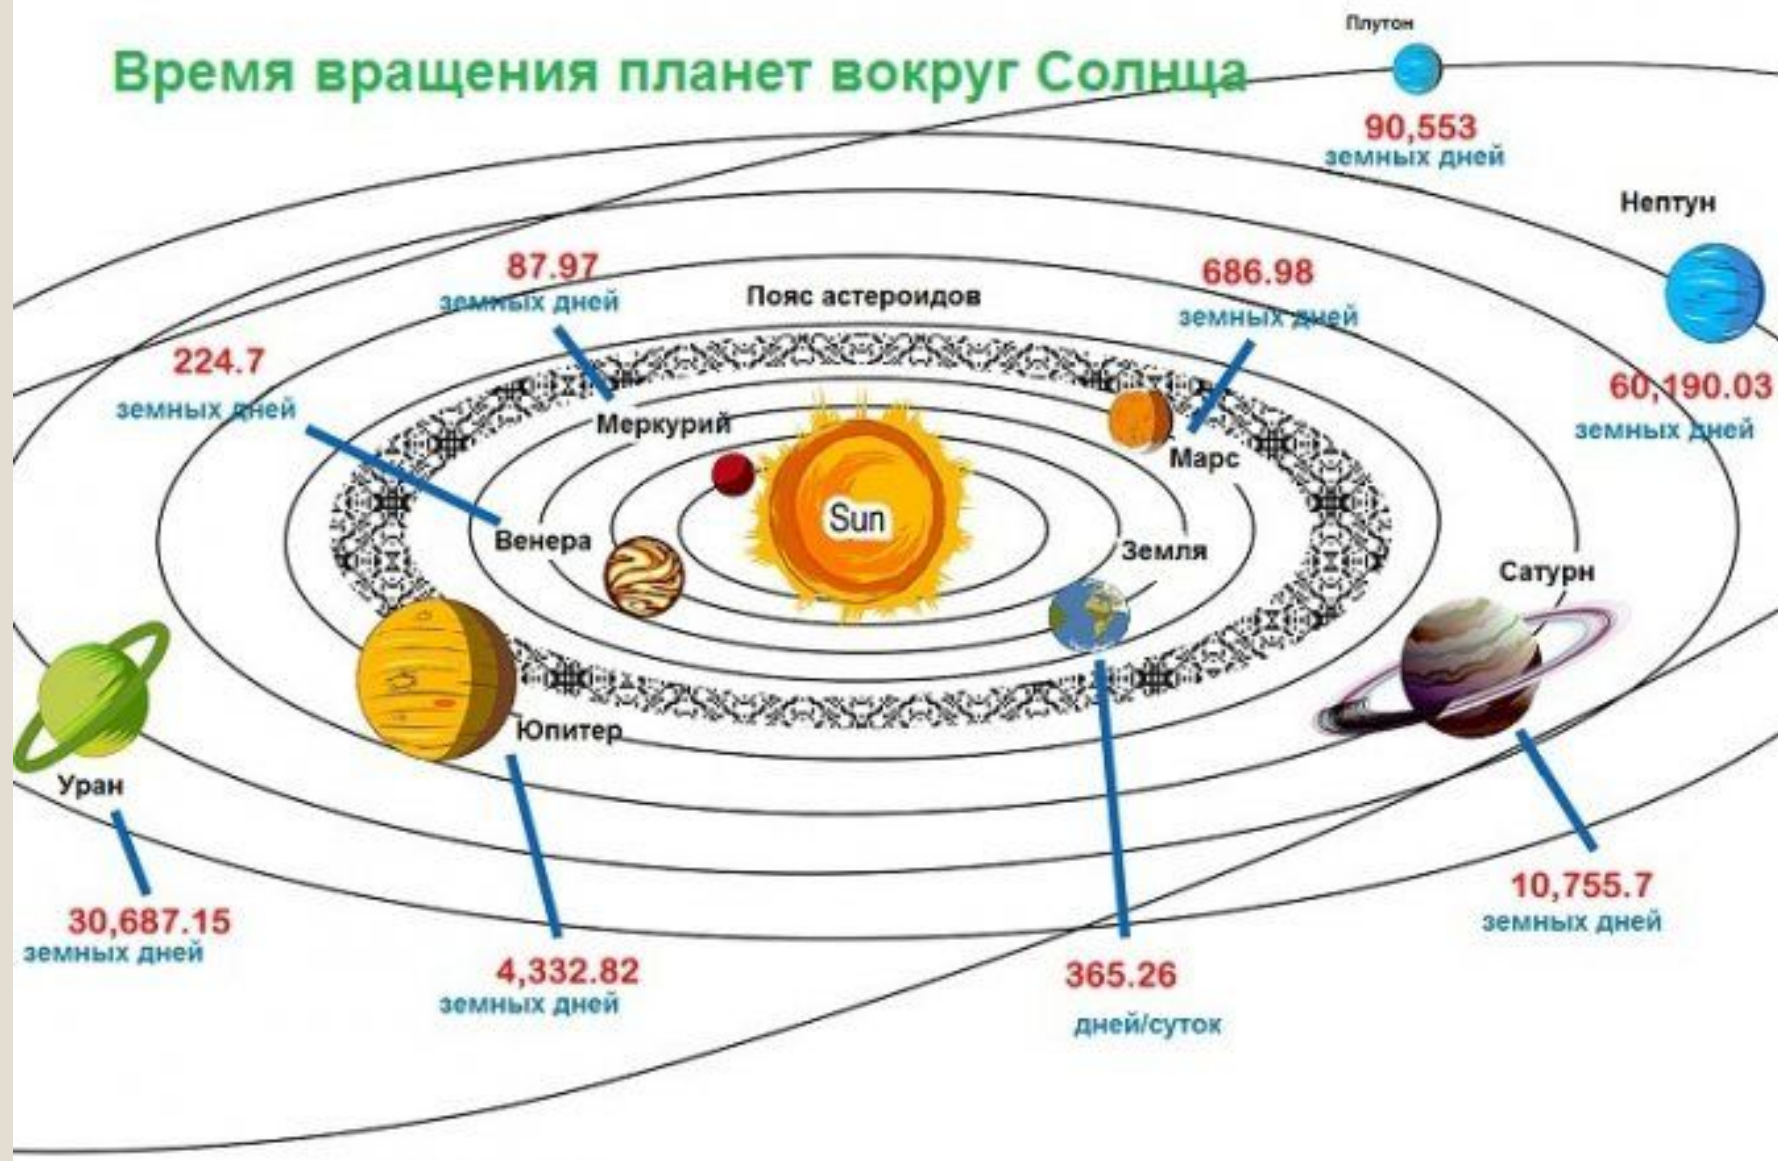 Плутон
Время вращения планет вокруг Солнца
90,553
земных дней
Нептун
87.97
земных дней
Пояс астероидов
686.98
земных дней
224.7
земных дней
60,190.03
земных дней
Меркурий
Марс
Sun
Венера
Земля
Сатурн
Юпитер
Уран
10,755.7
земных дней
30,687.15
земных дней
4,332.82
земных дней
365.26
дней/суток